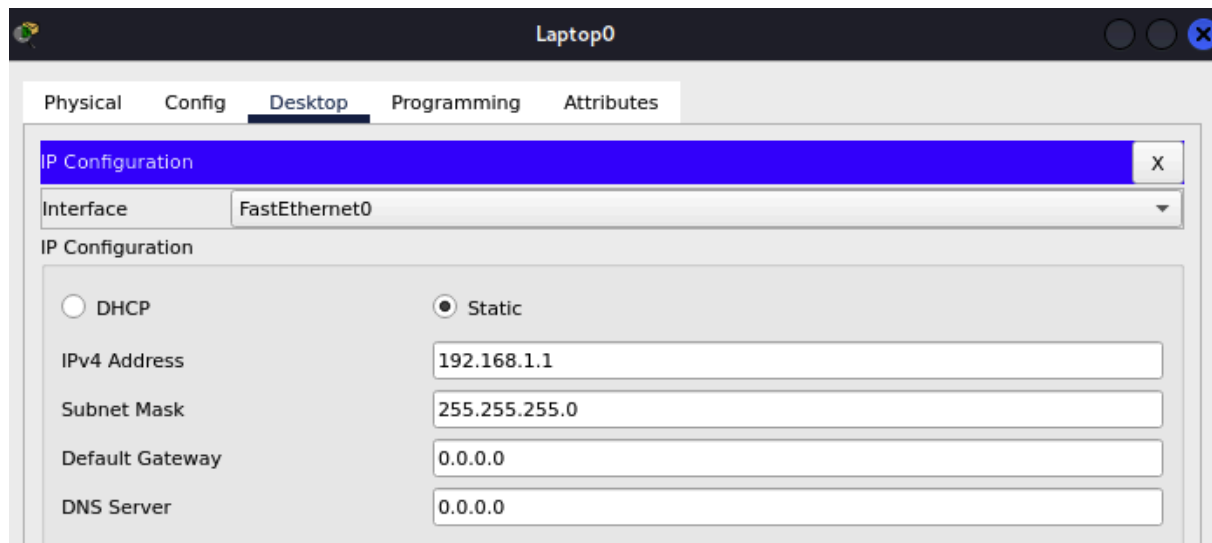 Laptop0
Physical Config Desktop Programming Attributes
IP Configuration X
Interface FastEthernet0
IP Configuration
DHCP Static
IPv4 Address 192.168.1.1
Subnet Mask 255.255.255.0
Default Gateway 0.0.0.0
DNS Server 0.0.0.0